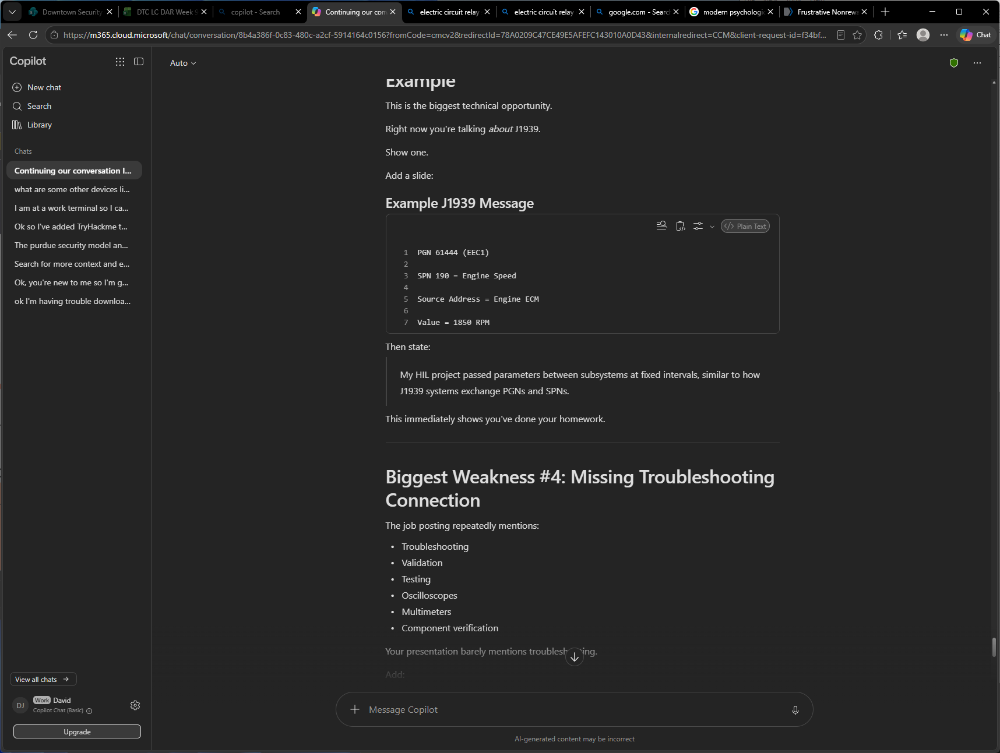 Downtown Security
DTC LC DAR Week 9
copilot - Search
Continuing our con
electric circuit relay
electric circuit relay
google.com - Searc
modern psychologi
Frustrative Nonrewa
https://m365.cloud.microsoft/chat/conversation/8b4a386f-0c83-480c-a2cf-5914164c0156?fromCode=cmcv2&redirectId=78A0209C47CE49E5AFEFC143010A0D43&internalredirect=CCM&client-request-id=f34bf...
Chat
Copilot
New chat
Search
Library
Chats
Continuing our conversation I...
what are some other devices li...
I am at a work terminal so I ca...
Ok so I've added TryHackme t...
The purdue security model an...
Search for more context and e...
Ok, you're new to me so I'm g...
ok I'm having trouble downloa...
View all chats
DJ
Work David
Copilot Chat (Basic)
Upgrade
Auto
Example
This is the biggest technical opportunity.
Right now you're talking about J1939.
Show one.
Add a slide:
Example J1939 Message
</> Plain Text
1 PGN 61444 (EEC1)
2
3 SPN 190 = Engine Speed
4
5 Source Address = Engine ECM
6
7 Value = 1850 RPM
Then state:
My HIL project passed parameters between subsystems at fixed intervals, similar to how
J1939 systems exchange PGNs and SPNs.
This immediately shows you've done your homework.
Biggest Weakness #4: Missing Troubleshooting
Connection
The job posting repeatedly mentions:
• Troubleshooting
• Validation
• Testing
• Oscilloscopes
• Multimeters
• Component verification
Your presentation barely mentions troubleshooting.
Add:
Message Copilot
AI-generated content may be incorrect